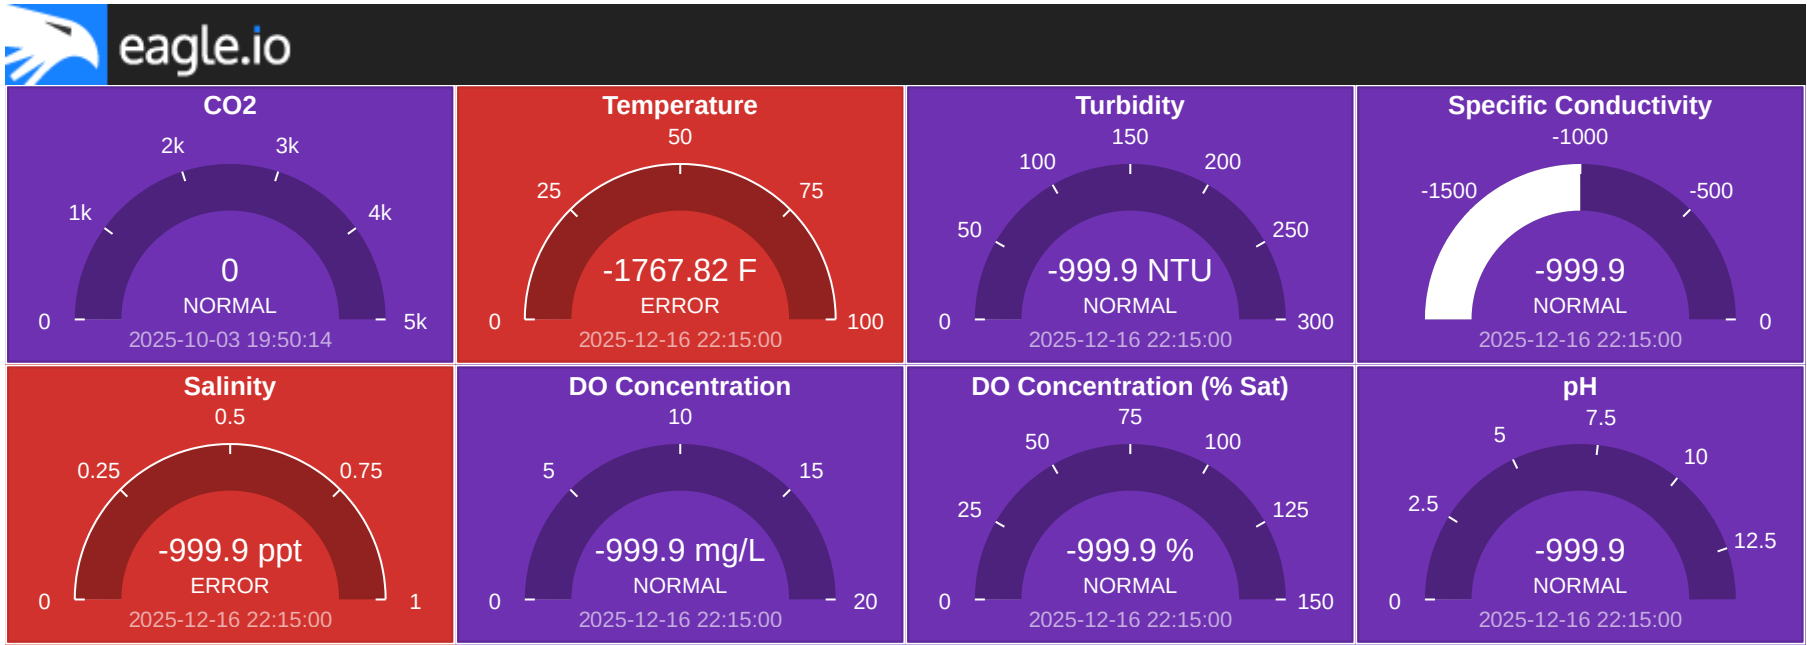 eagle.io
CO2
2k 3k
1k 4k
0
NORMAL
0 5k
2025-10-03 19:50:14
Temperature
50
25 75
-1767.82 F
ERROR
0 100
2025-12-16 22:15:00
Turbidity
150
100 200
50 250
-999.9 NTU
NORMAL
0 300
2025-12-16 22:15:00
Specific Conductivity
-1000
-1500 -500
-999.9
NORMAL
0
2025-12-16 22:15:00
Salinity
0.5
0.25 0.75
-999.9 ppt
ERROR
0 1
2025-12-16 22:15:00
DO Concentration
10
5 15
-999.9 mg/L
NORMAL
0 20
2025-12-16 22:15:00
DO Concentration (% Sat)
75
50 100
25 125
-999.9 %
NORMAL
0 150
2025-12-16 22:15:00
pH
7.5
5 10
2.5 12.5
-999.9
NORMAL
0
2025-12-16 22:15:00